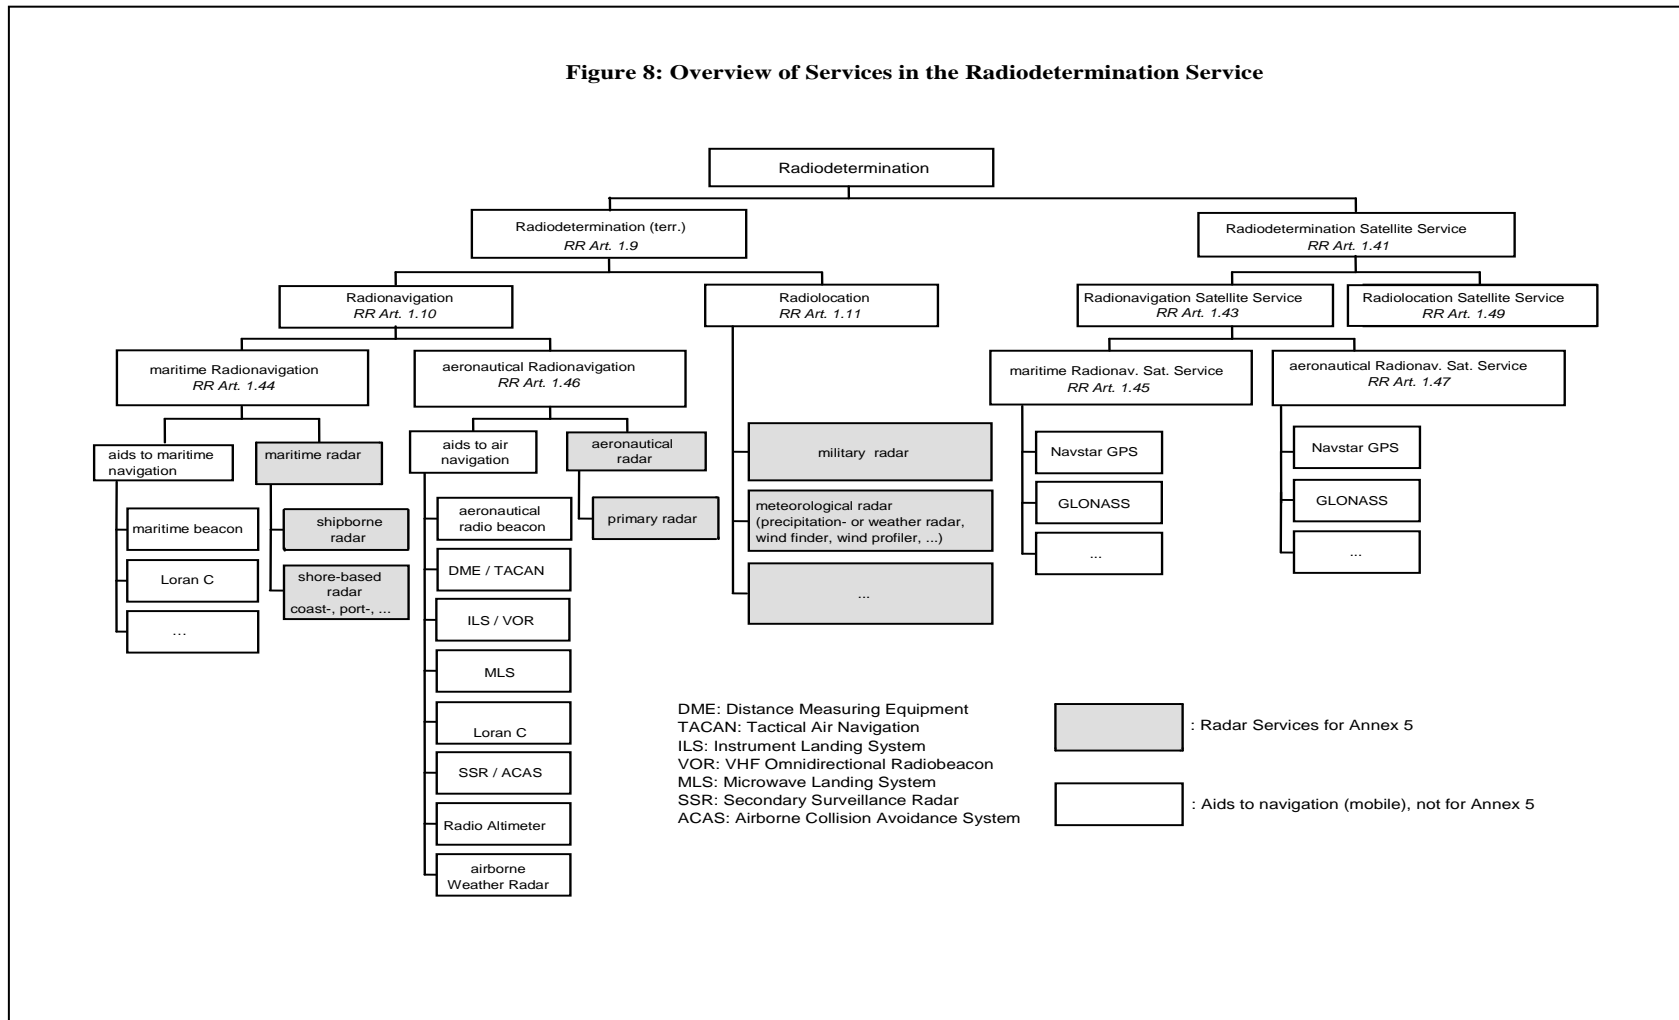 Figure 8: Overview of Services in the Radiodetermination Service
Radiodetermination
Radiodetermination (terr.)
RR Art. 1.9
Radiodetermination Satellite Service
RR Art. 1.41
Radionavigation
RR Art. 1.10
Radiolocation
RR Art. 1.11
Radionavigation Satellite Service
RR Art. 1.43
Radiolocation Satellite Service
RR Art. 1.49
maritime Radionavigation
RR Art. 1.44
aeronautical Radionavigation
RR Art. 1.46
maritime Radionav. Sat. Service
RR Art. 1.45
aeronautical Radionav. Sat. Service
RR Art. 1.47
aids to maritime
navigation
maritime radar
aids to air
navigation
aeronautical
radar
maritime beacon
Loran C
...
shipborne
radar
shore-based
radar
coast-, port-, ...
aeronautical
radio beacon
DME / TACAN
ILS / VOR
MLS
Loran C
SSR / ACAS
Radio Altimeter
airborne
Weather Radar
primary radar
military radar
meteorological radar
(precipitation- or weather radar,
wind finder, wind profiler, ...)
...
Navstar GPS
GLONASS
...
Navstar GPS
GLONASS
...
DME: Distance Measuring Equipment
TACAN: Tactical Air Navigation
ILS: Instrument Landing System
VOR: VHF Omnidirectional Radiobeacon
MLS: Microwave Landing System
SSR: Secondary Surveillance Radar
ACAS: Airborne Collision Avoidance System
: Radar Services for Annex 5
: Aids to navigation (mobile), not for Annex 5